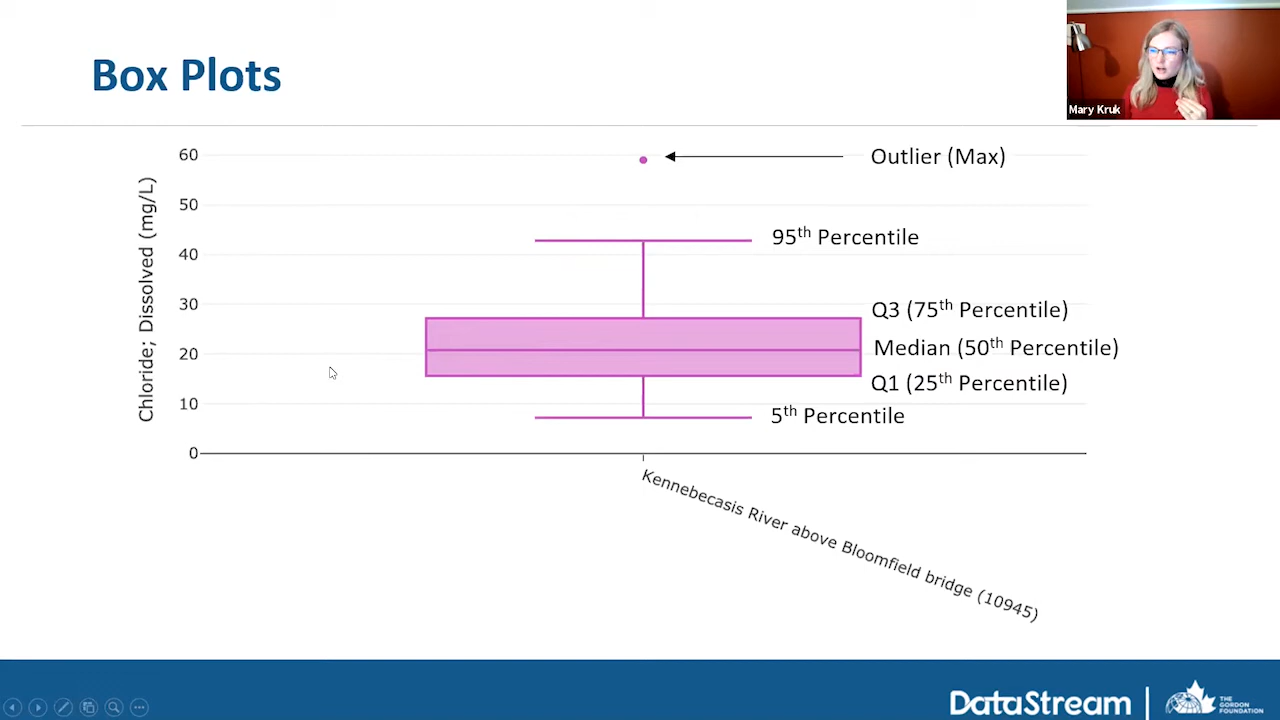 Box Plots
Mary Kruk
Chloride; Dissolved (mg/L)
60
50
40
30
20
10
0
Outlier (Max)
95th Percentile
Q3 (75th Percentile)
Median (50th Percentile)
Q1 (25th Percentile)
5th Percentile
Kennebecasis River above Bloomfield bridge (10945)
DataStream
THE
GORDON
FOUNDATION